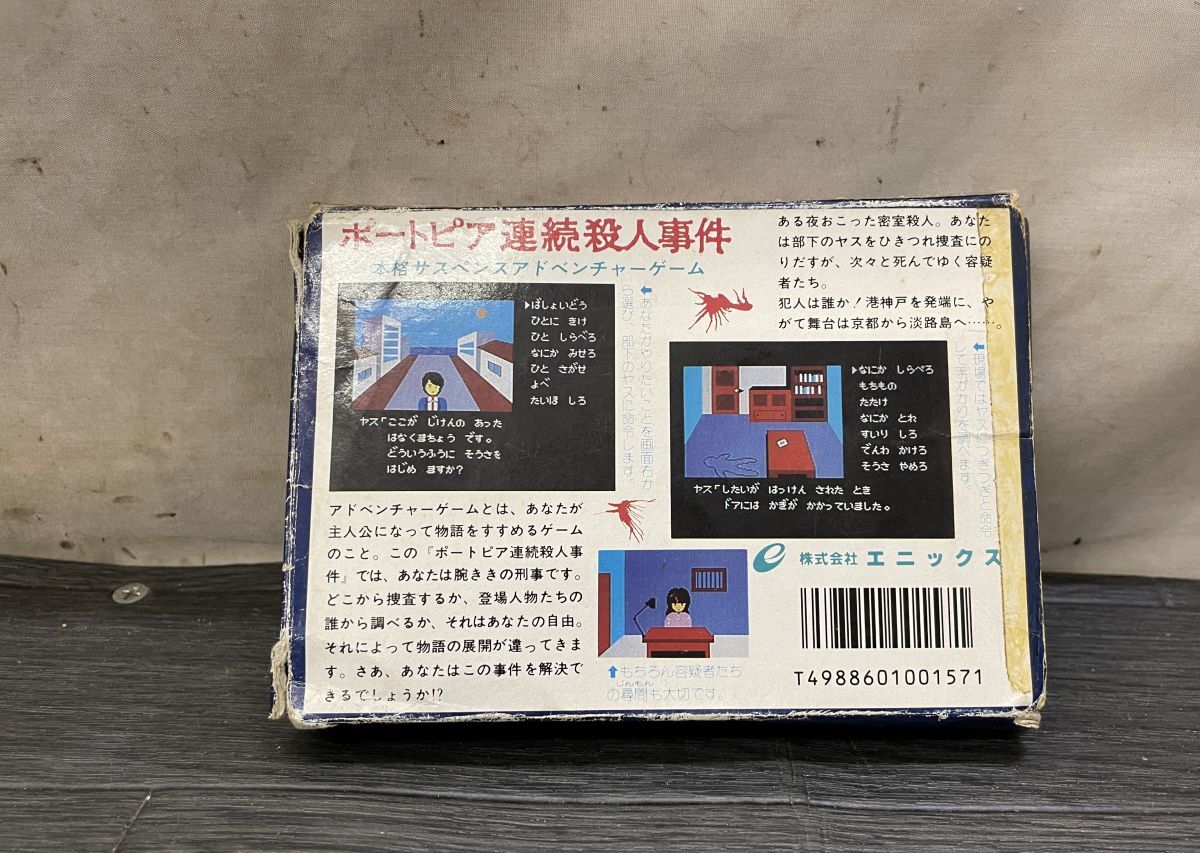 ポートピア連続殺人事件
本格サスペンスアドベンチャーゲーム
ある夜おこった密室殺人。あなた
は部下のヤスをひきつれ捜査にの
りだすが、次々と死んでゆく容疑
者たち。
犯人は誰か！港神戸を発端に、や
がて舞台は京都から淡路島へ……。
▶ばしょいどう
ひとに きけ
ひと しらべろ
なにか みせろ
ひと さがせ
よべ
たいほ しろ
ヤス「ここが じけんの あった
はなくまちょう です。
どういうふうに そうさを
はじめ ますか?
⬆あなたがやりたいことを画面右か
ら選び、部下のヤスに命令します。
▶なにか しらべろ
もちもの
たたけ
なにか とれ
すいり しろ
でんわ かけろ
そうさ やめろ
ヤス「したいが はっけん された とき
ドアには かぎが かかっていました。
⬆現場ではヤスにつぎつぎと命令
して手がかりを調べます。
アドベンチャーゲームとは、あなたが
主人公になって物語をすすめるゲーム
のこと。この『ポートピア連続殺人事
件』では、あなたは腕ききの刑事です。
どこから捜査するか、登場人物たちの
誰から調べるか、それはあなたの自由。
それによって物語の展開が違ってきま
す。さあ、あなたはこの事件を解決で
きるでしょうか!?
⬆もちろん容疑者たち
じんもん
の尋問も大切です。
e 株式会社 エニックス
T4988601001571